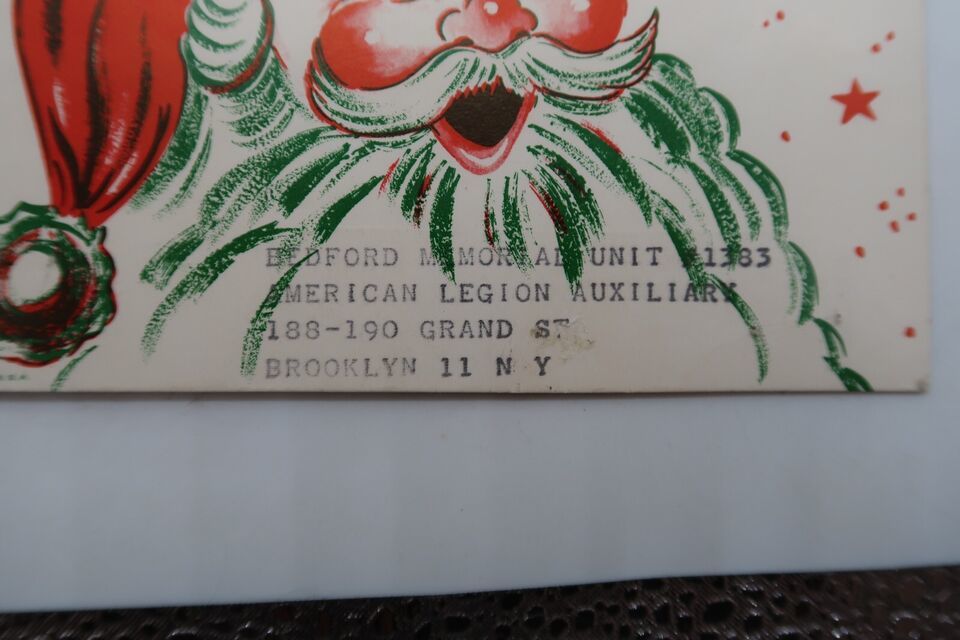 BEDFORD MEMORIAL UNIT #1383
AMERICAN LEGION AUXILIARY
188-190 GRAND ST
BROOKLYN 11 N Y